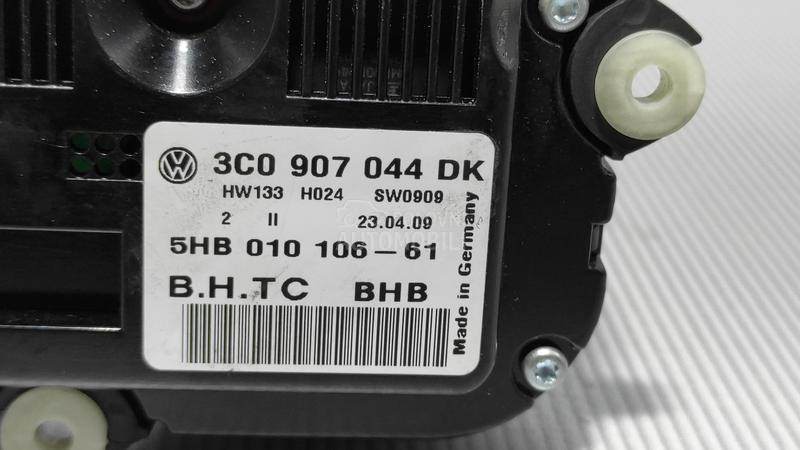 3C0 907 044 DK
HW133 H024 SW0909
2 II 23.04.09
5HB 010 106-61
B.H.TC BHB
Made in Germany